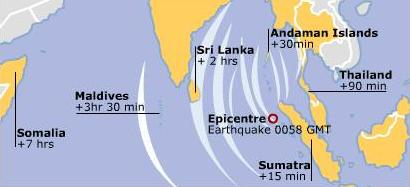 Andaman Islands
+30min
Sri Lanka
+ 2 hrs
Thailand
+90 min
Maldives
+3hr 30 min
Epicentre
Earthquake 0058 GMT
Somalia
+7 hrs
Sumatra
+15 min